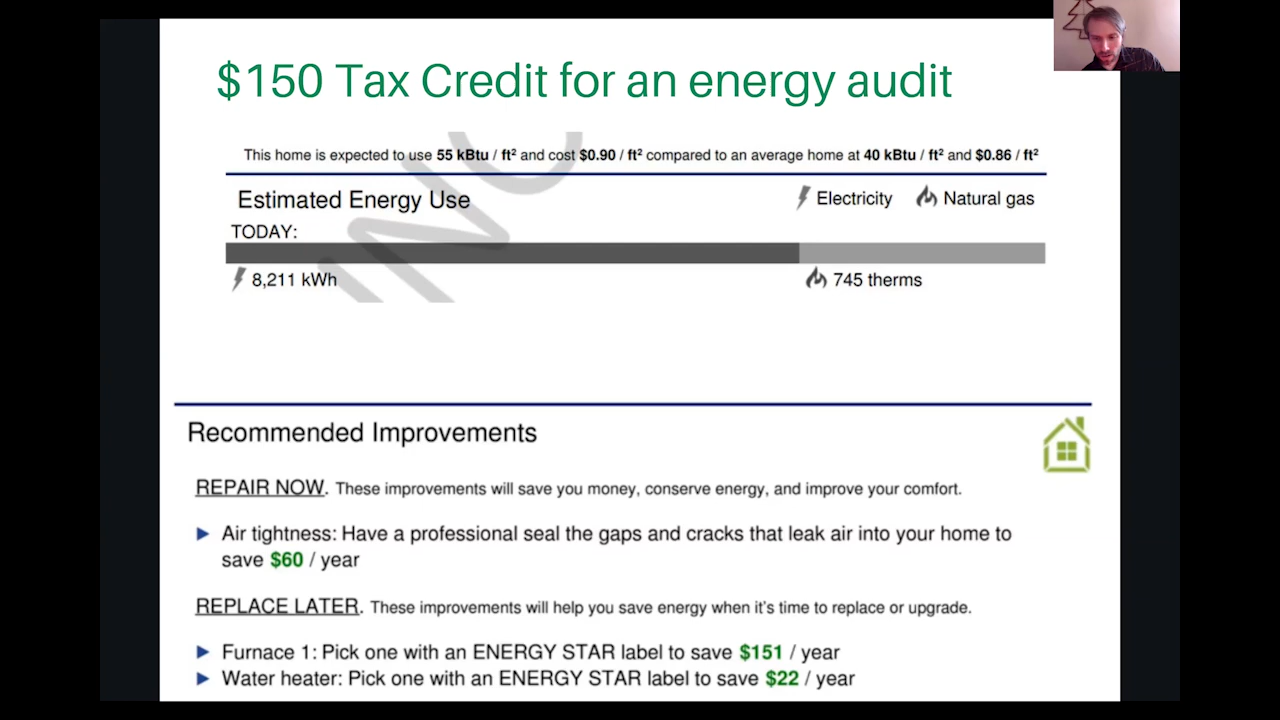 $150 Tax Credit for an energy audit
This home is expected to use 55 kBtu / ft² and cost $0.90 / ft² compared to an average home at 40 kBtu / ft² and $0.86 / ft²
Estimated Energy Use
Electricity
Natural gas
TODAY:
8,211 kWh
745 therms
Recommended Improvements
REPAIR NOW. These improvements will save you money, conserve energy, and improve your comfort.
Air tightness: Have a professional seal the gaps and cracks that leak air into your home to
save $60 / year
REPLACE LATER. These improvements will help you save energy when it's time to replace or upgrade.
Furnace 1: Pick one with an ENERGY STAR label to save $151 / year
Water heater: Pick one with an ENERGY STAR label to save $22 / year